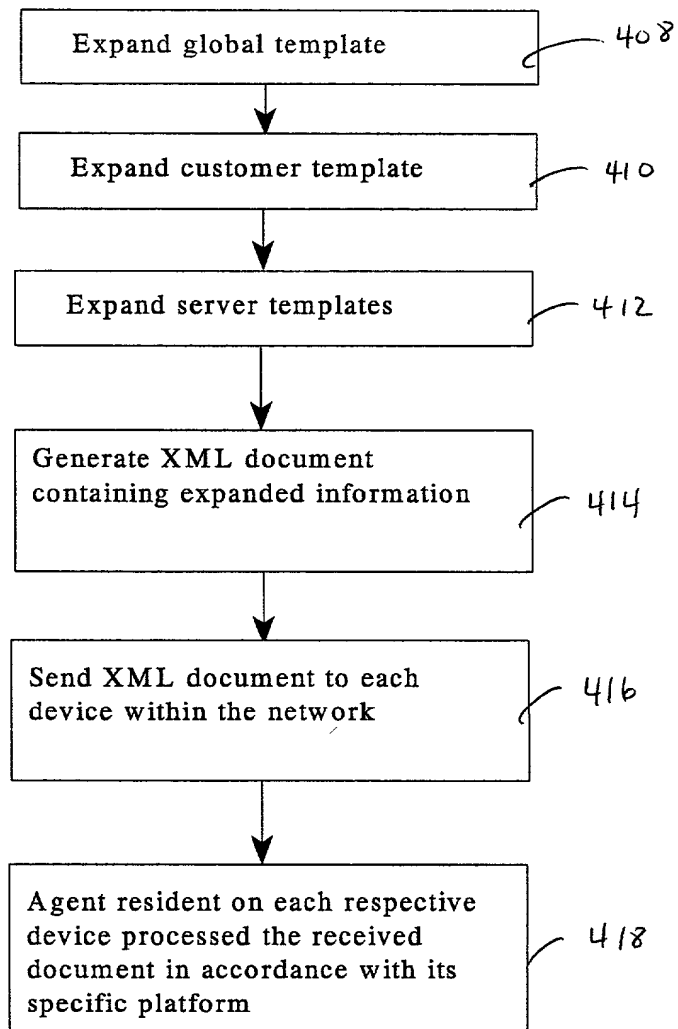 Expand global template
408
Expand customer template
410
Expand server templates
412
Generate XML document
containing expanded information
414
Send XML document to each
device within the network
416
Agent resident on each respective
device processed the received
document in accordance with its
specific platform
418